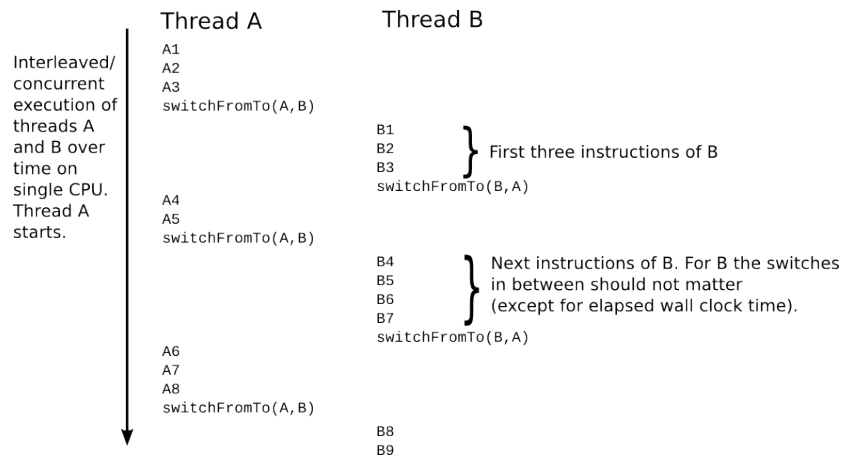 Thread A
Thread B
Interleaved/
concurrent
execution of
threads A
and B over
time on
single CPU.
Thread A
starts.
A1
A2
A3
switchFromTo(A,B)
B1
B2
B3
First three instructions of B
switchFromTo(B,A)
A4
A5
switchFromTo(A,B)
B4
B5
B6
B7
Next instructions of B. For B the switches
in between should not matter
(except for elapsed wall clock time).
switchFromTo(B,A)
A6
A7
A8
switchFromTo(A,B)
B8
B9